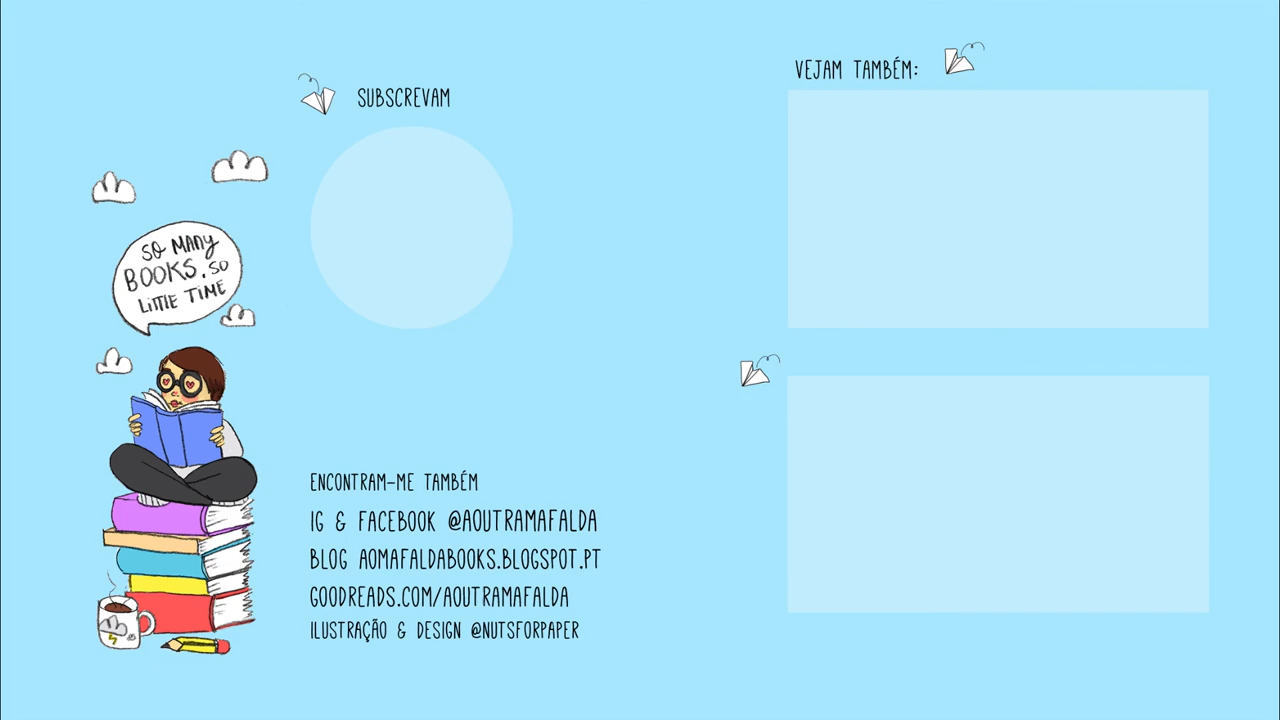 SUBSCREVAM
VEJAM TAMBÉM:
SO MANY
BOOKS, SO
LITTLE TIME
ENCONTRAM-ME TAMBÉM
IG & FACEBOOK @AOUTRAMAFALDA
BLOG AOMAFALDABOOKS.BLOGSPOT.PT
GOODREADS.COM/AOUTRAMAFALDA
ILUSTRAÇÃO & DESIGN @NUTSFORPAPER